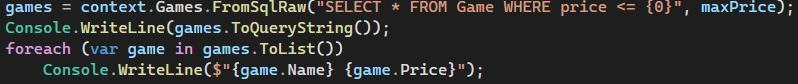 games = context.Games.FromSqlRaw("SELECT * FROM Game WHERE price <= {0}", maxPrice);
Console.WriteLine(games.ToQueryString());
foreach (var game in games.ToList())
    Console.WriteLine($"{game.Name} {game.Price}");